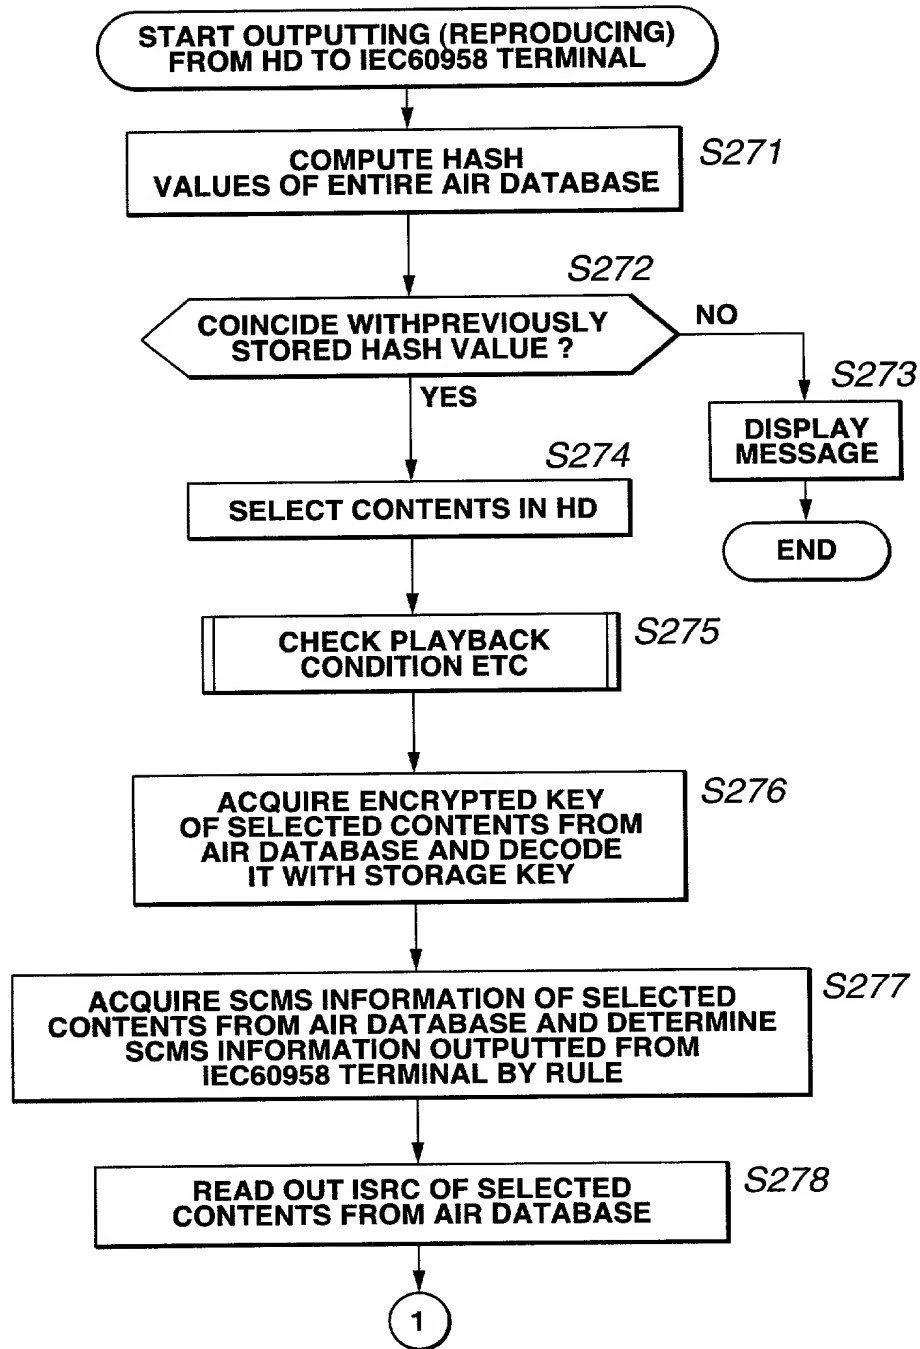 START OUTPUTTING (REPRODUCING)
FROM HD TO IEC60958 TERMINAL
S271
COMPUTE HASH
VALUES OF ENTIRE AIR DATABASE
S272
COINCIDE WITHPREVIOUSLY
STORED HASH VALUE ?
NO
YES
S273
DISPLAY
MESSAGE
END
S274
SELECT CONTENTS IN HD
S275
CHECK PLAYBACK
CONDITION ETC
S276
ACQUIRE ENCRYPTED KEY
OF SELECTED CONTENTS FROM
AIR DATABASE AND DECODE
IT WITH STORAGE KEY
S277
ACQUIRE SCMS INFORMATION OF SELECTED
CONTENTS FROM AIR DATABASE AND DETERMINE
SCMS INFORMATION OUTPUTTED FROM
IEC60958 TERMINAL BY RULE
S278
READ OUT ISRC OF SELECTED
CONTENTS FROM AIR DATABASE
1